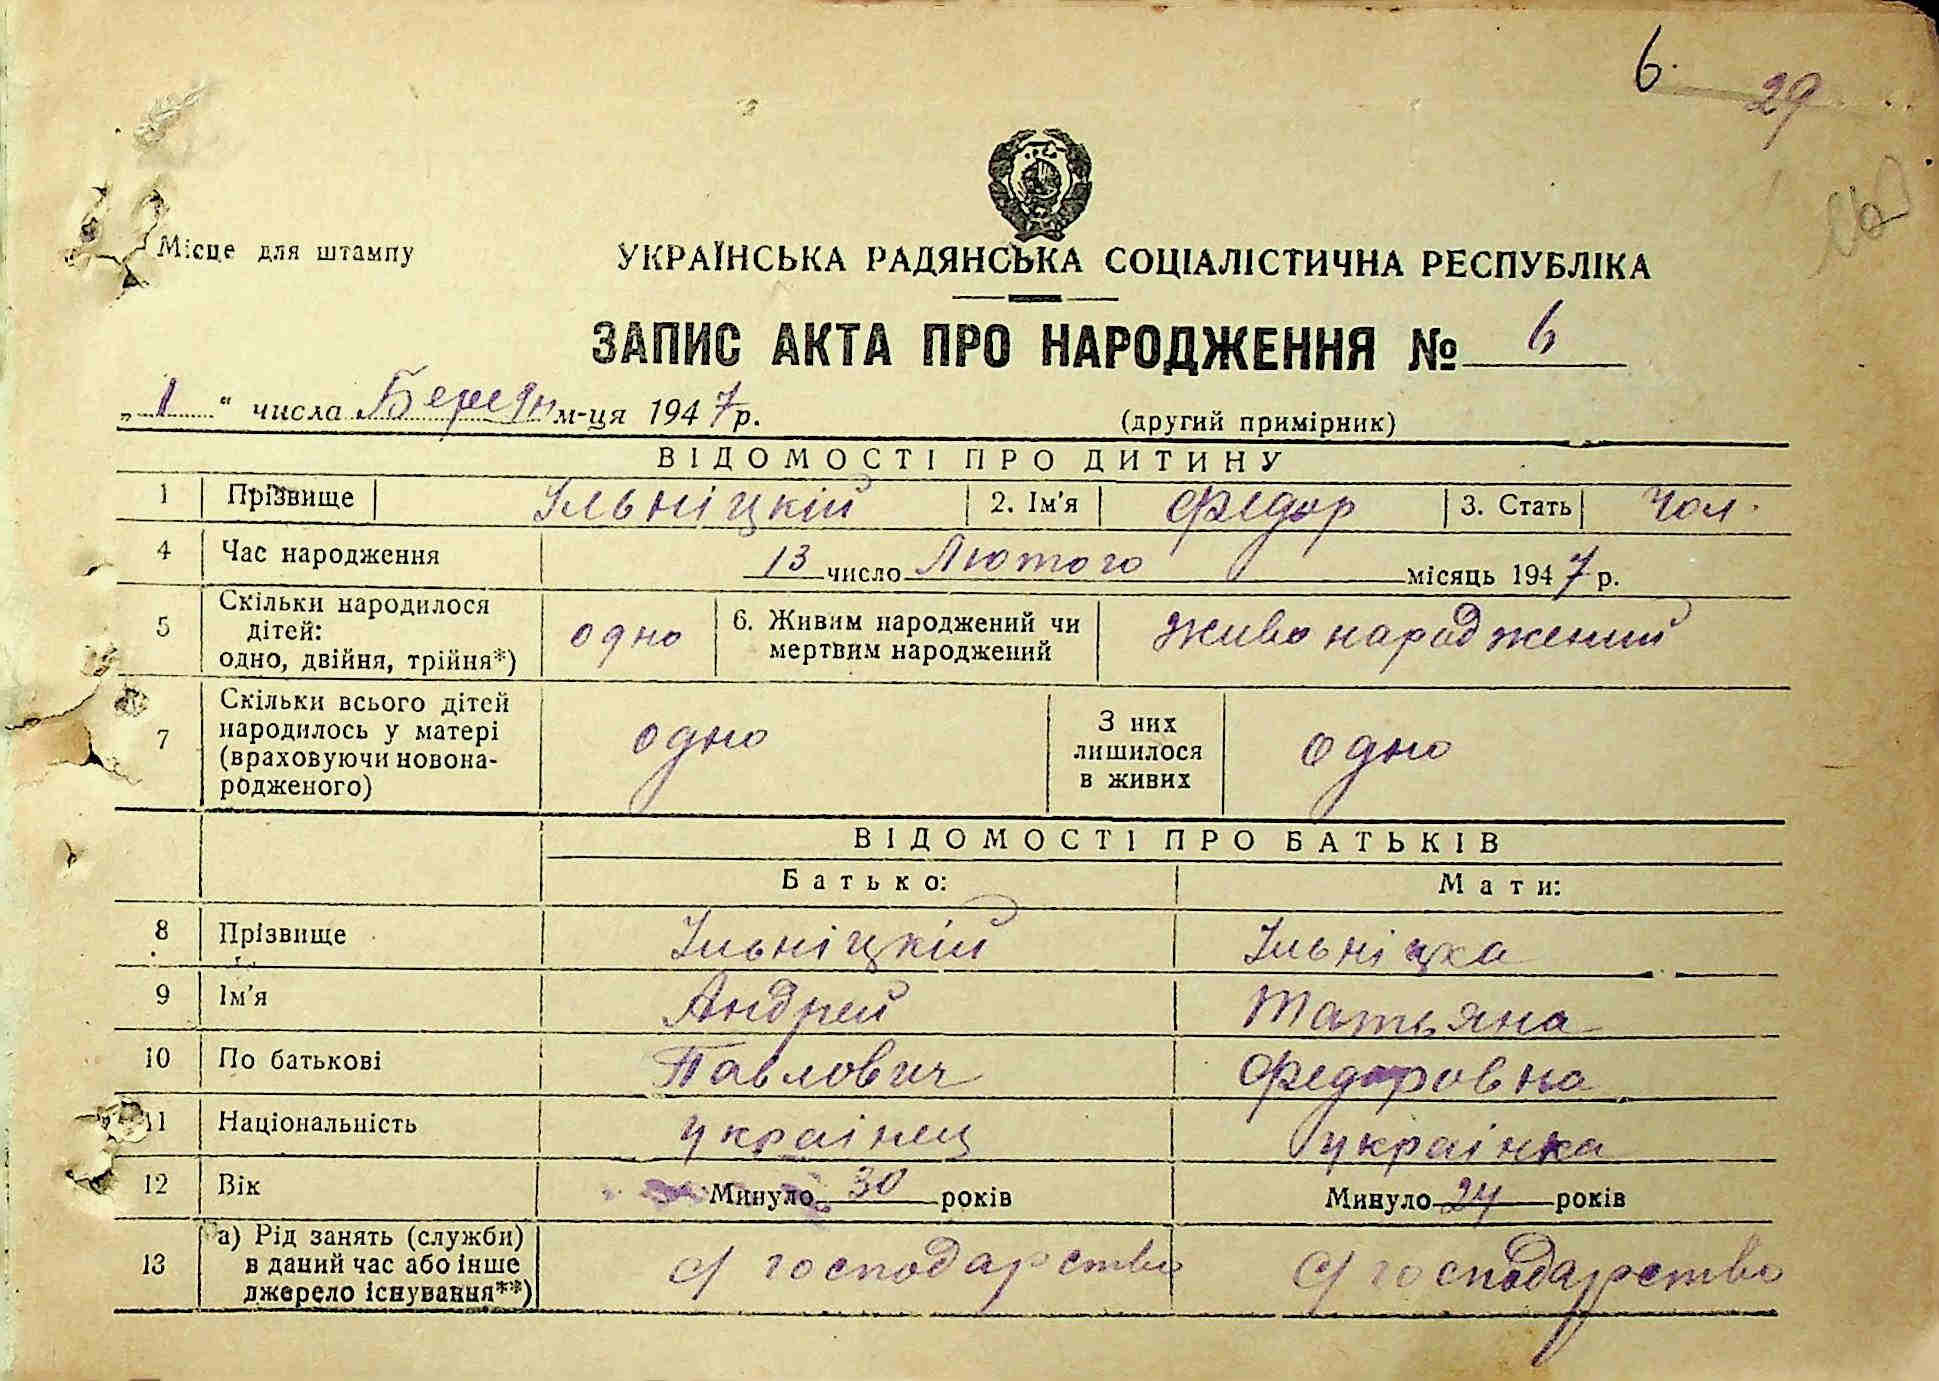 6. 29
Місце для штампу
УКРАЇНСЬКА РАДЯНСЬКА СОЦІАЛІСТИЧНА РЕСПУБЛІКА
ЗАПИС АКТА ПРО НАРОДЖЕННЯ № 6
„ 1 “ числа Березн м-ця 1947 р. (другий примірник)
ВІДОМОСТІ ПРО ДИТИНУ
1 Прізвище Ільніцкій 2. Ім'я Федор 3. Стать Чол.
4 Час народження 13 число Лютого місяць 1947 р.
5 Скільки народилося дітей: одно, двійня, трійня*) одно 6. Живим народжений чи мертвим народжений живо народжений
7 Скільки всього дітей народилось у матері (враховуючи новонародженого) одно З них лишилося в живих одно
ВІДОМОСТІ ПРО БАТЬКІВ
Батько: Мати:
8 Прізвище Ільніцкій Ільніцка
9 Ім'я Андрей Татьяна
10 По батькові Павлович Федоровна
11 Національність украінец украінка
12 Вік Минуло 30 років Минуло 24 років
13 а) Рід занять (служби) в даний час або інше джерело існування**) с/господарство с/господарство